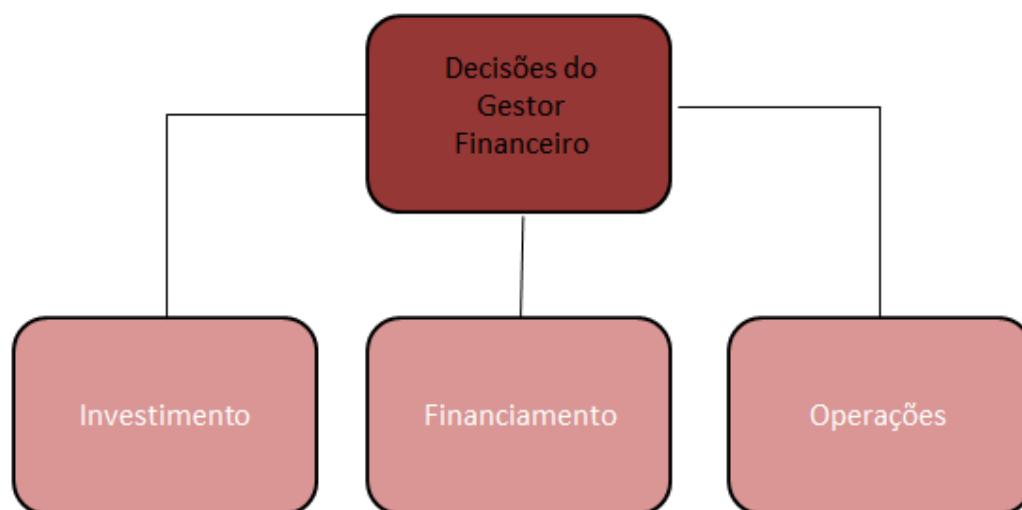 Decisões do
Gestor
Financeiro
Investimento
Financiamento
Operações